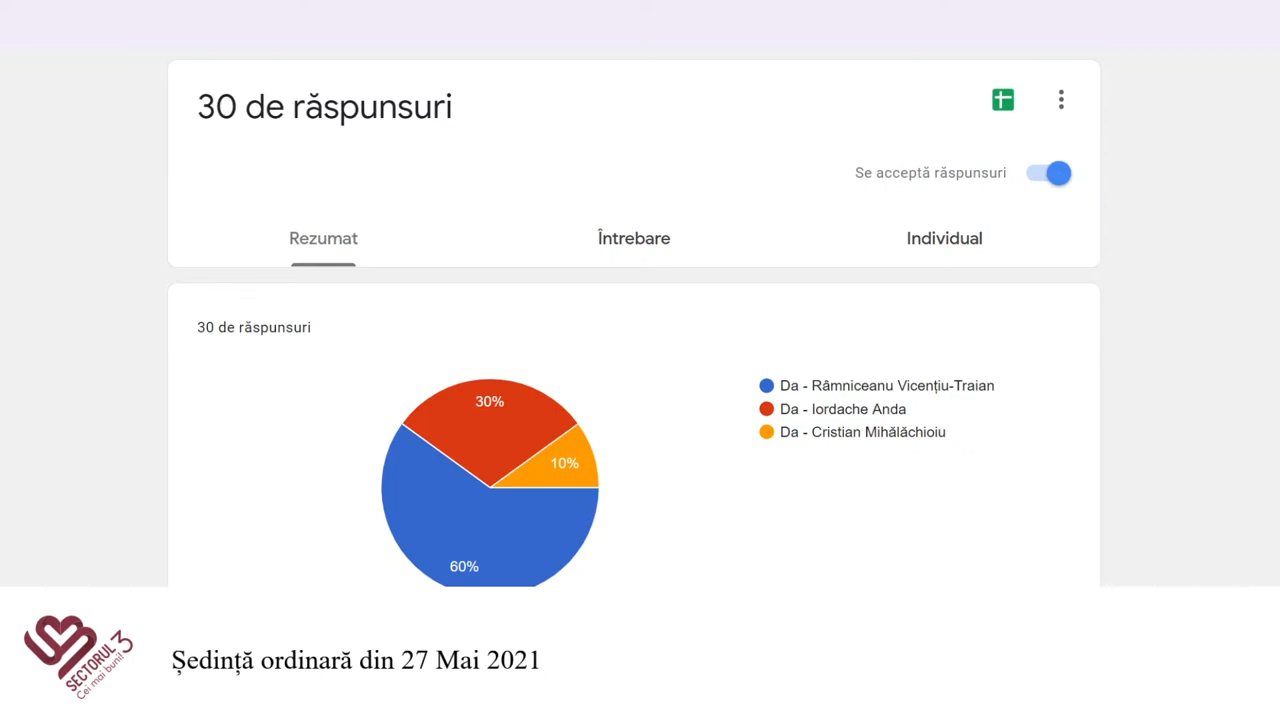 30 de răspunsuri
Se acceptă răspunsuri
Rezumat
Întrebare
Individual
30 de răspunsuri
Da - Râmniceanu Vicențiu-Traian
Da - Iordache Anda
Da - Cristian Mihălăchioiu
30%
10%
60%
SECTORUL 3
Cei mai buni!
Ședință ordinară din 27 Mai 2021